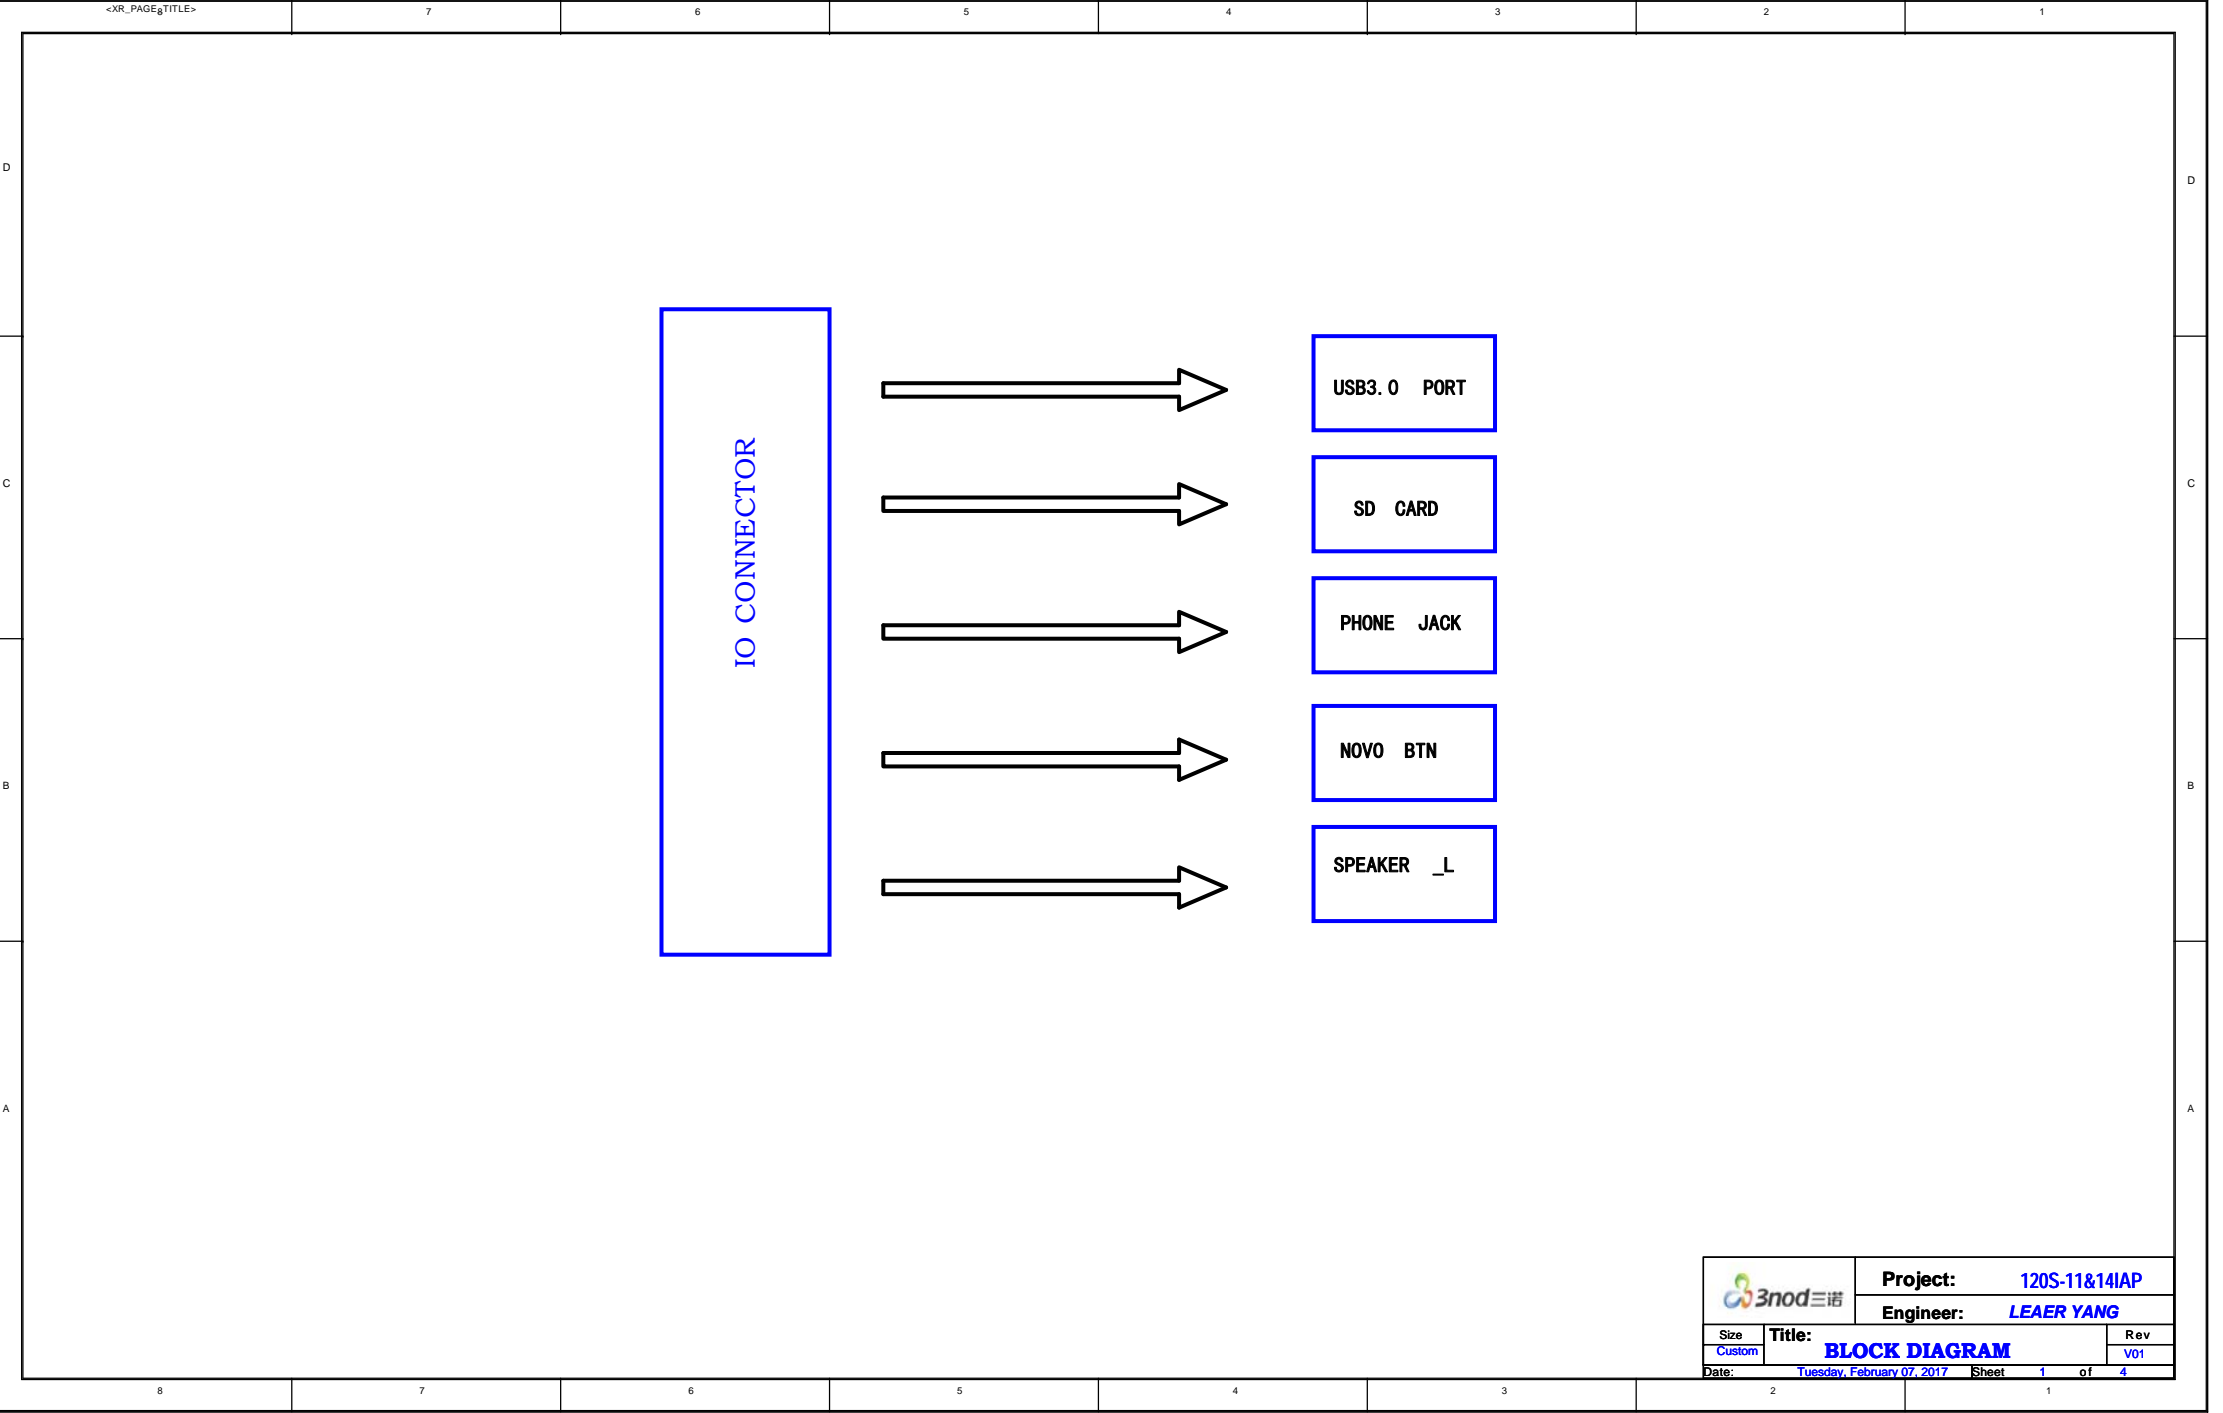 <XR_PAGE_TITLE>
8 7 6 5 4 3 2 1
D D
C C
B B
A A
IO CONNECTOR
USB3.0 PORT
SD CARD
PHONE JACK
NOVO BTN
SPEAKER _L
3nod三诺
Project: 120S-11&14IAP
Engineer: LEAER YANG
Size Title: Rev
Custom BLOCK DIAGRAM V01
Date: Tuesday, February 07, 2017 Sheet 1 of 4
8 7 6 5 4 3 2 1